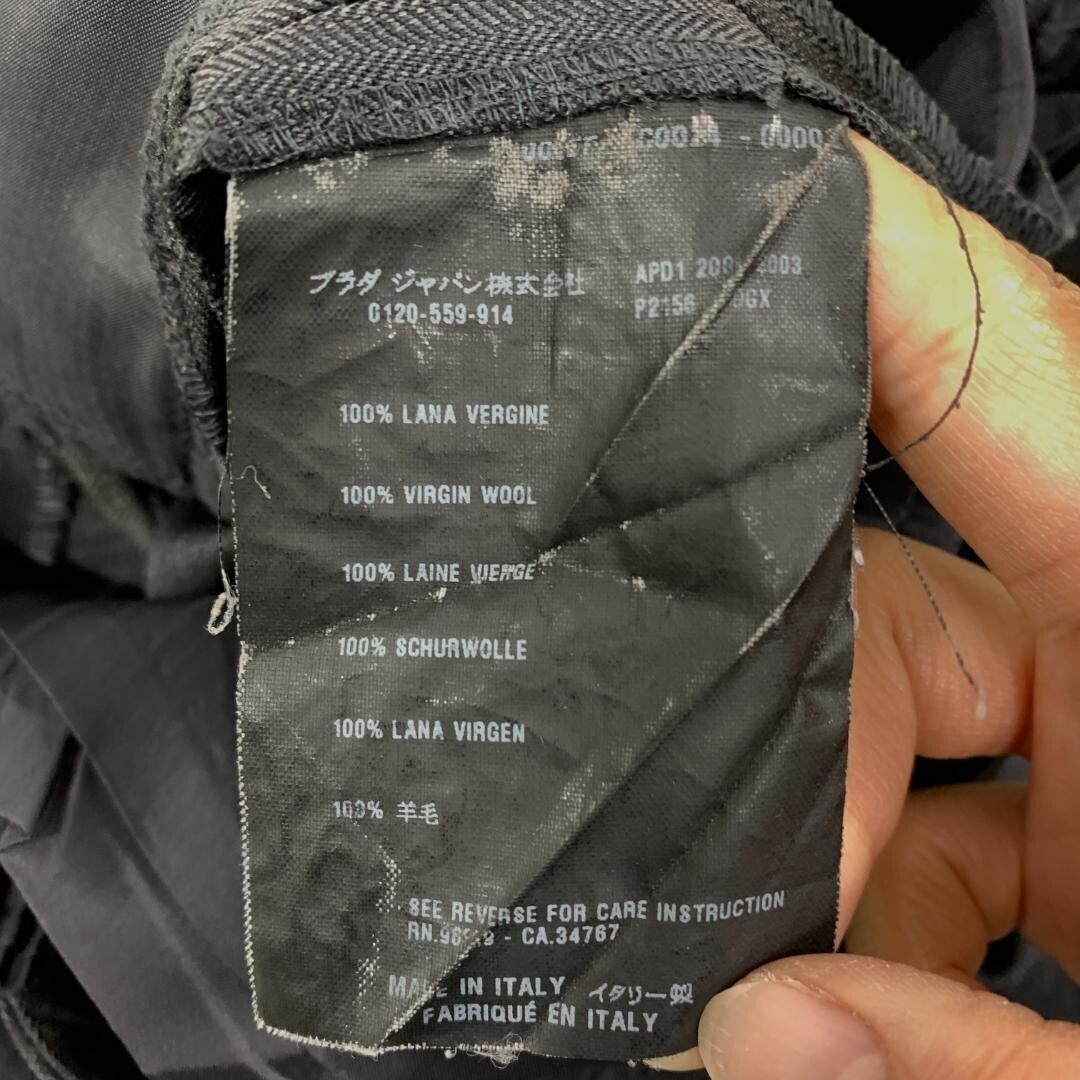 C0024 - 0000
プラダ ジャパン株式会社
0120-559-914
APD1
P2156
100% LANA VERGINE
100% VIRGIN WOOL
100% LAINE VIERGE
100% SCHURWOLLE
100% LANA VIRGEN
100% 羊毛
SEE REVERSE FOR CARE INSTRUCTION
- CA.34767
MADE IN ITALY イタリー製
FABRIQUÉ EN ITALY